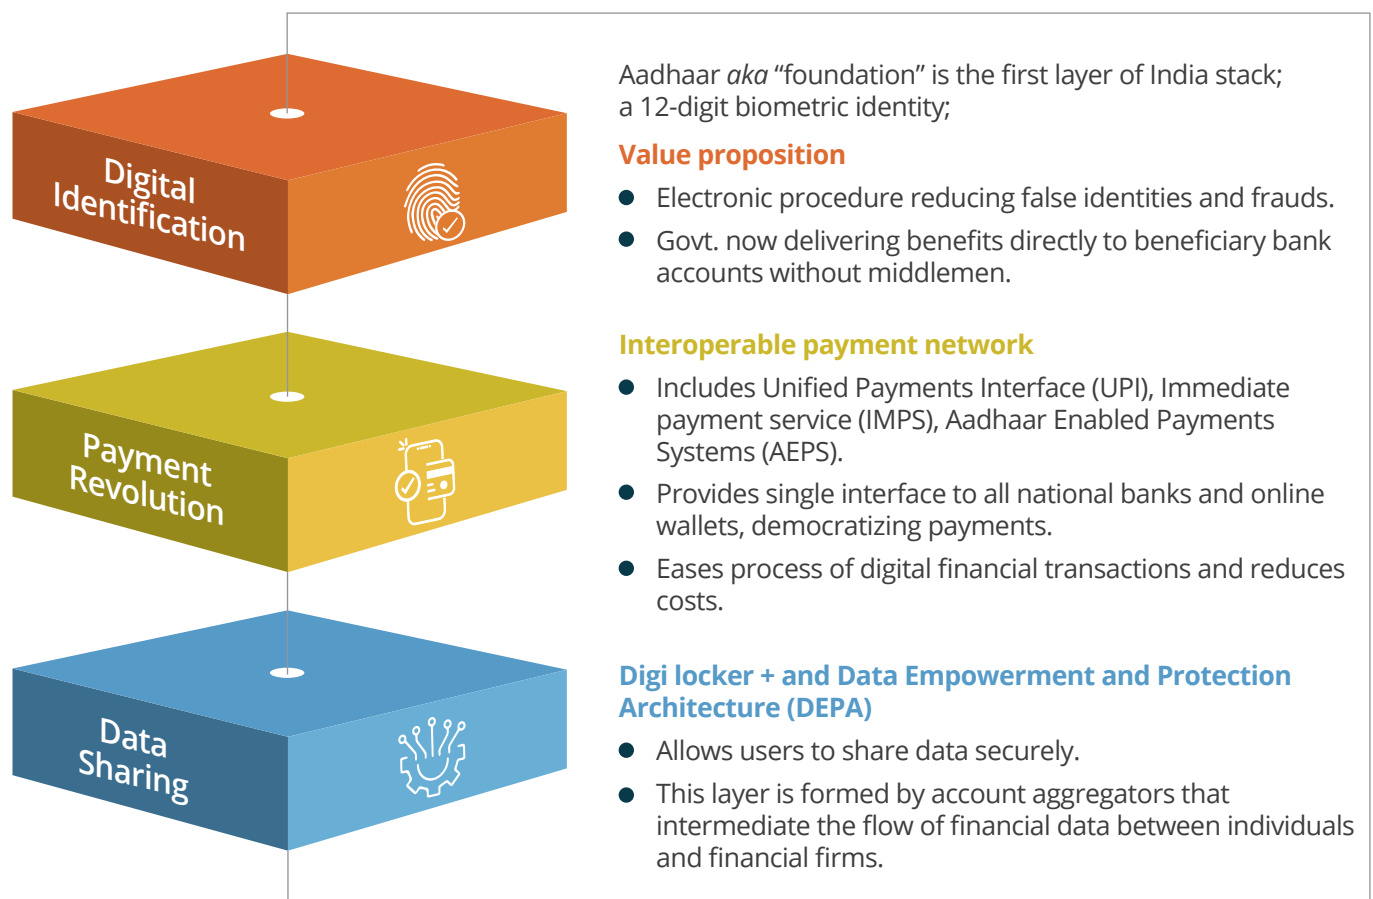 Digital
Identification
Aadhaar aka “foundation” is the first layer of India stack;
a 12-digit biometric identity;
Value proposition
Electronic procedure reducing false identities and frauds.
Govt. now delivering benefits directly to beneficiary bank
accounts without middlemen.
Payment
Revolution
Interoperable payment network
Includes Unified Payments Interface (UPI), Immediate
payment service (IMPS), Aadhaar Enabled Payments
Systems (AEPS).
Provides single interface to all national banks and online
wallets, democratizing payments.
Eases process of digital financial transactions and reduces
costs.
Data
Sharing
Digi locker + and Data Empowerment and Protection
Architecture (DEPA)
Allows users to share data securely.
This layer is formed by account aggregators that
intermediate the flow of financial data between individuals
and financial firms.